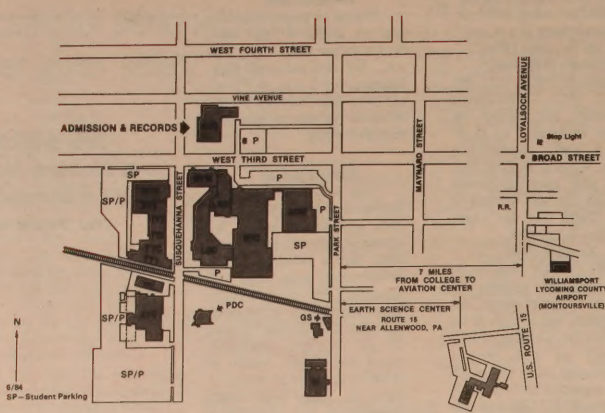 WEST FOURTH STREET
VINE AVENUE
ADMISSION & RECORDS
P
WEST THIRD STREET
SP
P
SP/P
SUSQUEHANNA STREET
P
PARK STREET
MAYNARD STREET
LOYALSOCK AVENUE
Stop Light
BROAD STREET
R.R.
SP
P
7 MILES
FROM COLLEGE TO
AVIATION CENTER
WILLIAMSPORT
LYCOMING COUNTY
AIRPORT
(MONTOURSVILLE)
PDC
GS
EARTH SCIENCE CENTER
ROUTE 15
NEAR ALLENWOOD, PA
U.S. ROUTE 15
SP/P
SP/P
N
6/84
SP—Student Parking